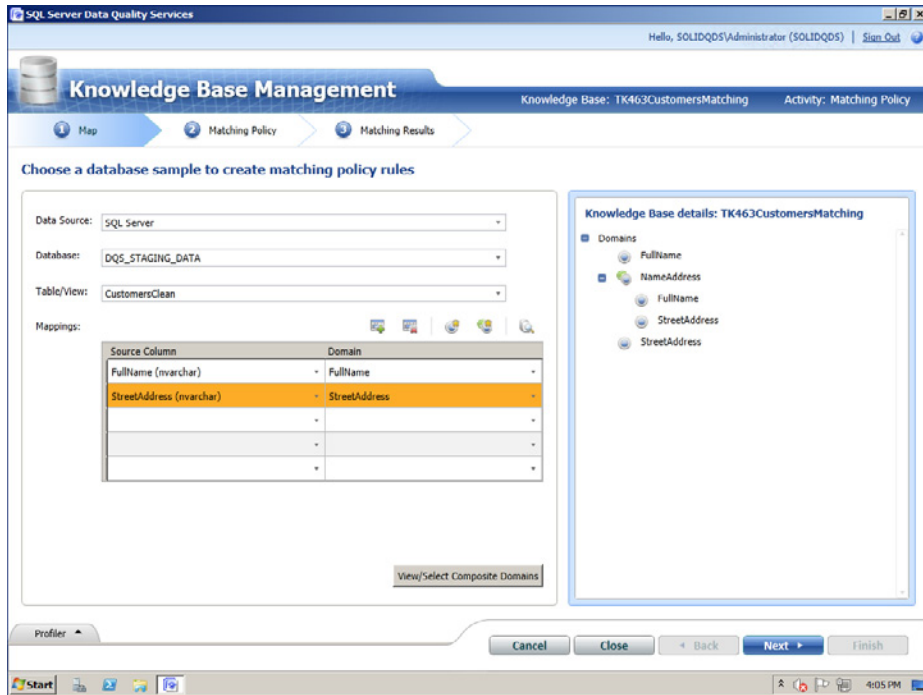 SQL Server Data Quality Services
Hello, SOLIDQDS\Administrator (SOLIDQDS) | Sign Out
Knowledge Base Management
Knowledge Base: TK463CustomersMatching
Activity: Matching Policy
1 Map
2 Matching Policy
3 Matching Results
Choose a database sample to create matching policy rules
Data Source: SQL Server
Database: DQS_STAGING_DATA
Table/View: CustomersClean
Mappings:
Source Column Domain
FullName (nvarchar) FullName
StreetAddress (nvarchar) StreetAddress
View/Select Composite Domains
Knowledge Base details: TK463CustomersMatching
Domains
FullName
NameAddress
FullName
StreetAddress
StreetAddress
Profiler
Cancel Close Back Next Finish
Start 4:05 PM